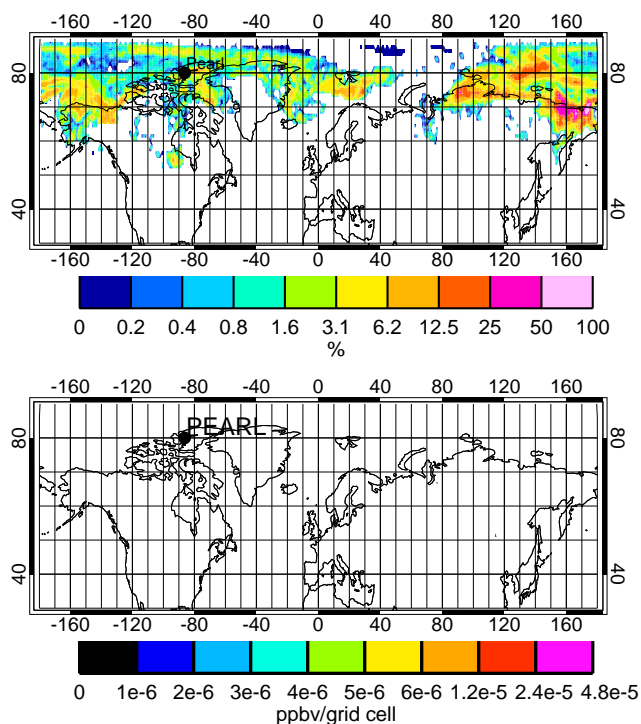 -160 -120 -80 -40 0 40 80 120 160
80 Pearl 80
40 40
-160 -120 -80 -40 0 40 80 120 160
0 0.2 0.4 0.8 1.6 3.1 6.2 12.5 25 50 100
%
-160 -120 -80 -40 0 40 80 120 160
80 PEARL 80
40 40
-160 -120 -80 -40 0 40 80 120 160
0 1e-6 2e-6 3e-6 4e-6 5e-6 6e-6 1.2e-5 2.4e-5 4.8e-5
ppbv/grid cell